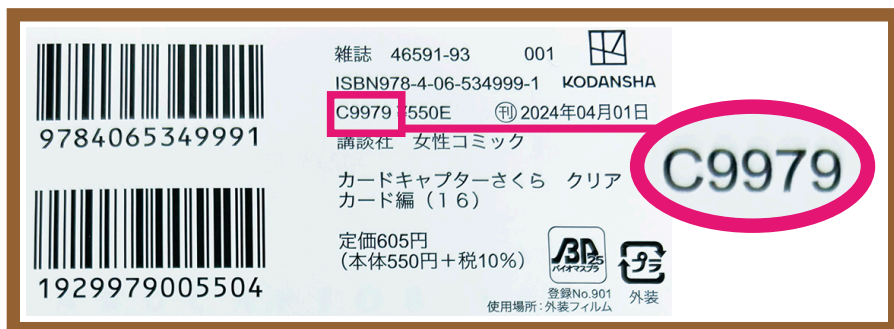 9784065349991
1929979005504
雑誌 46591-93 001
ISBN978-4-06-534999-1 KODANSHA
C9979 ¥550E ㊞2024年04月01日
講談社 女性コミック
カードキャプターさくら クリア
カード編(16)
定価605円
(本体550円+税10%)
バイオマスプラ
25
登録No.901
使用場所:外装フィルム
プラ
外装
C9979